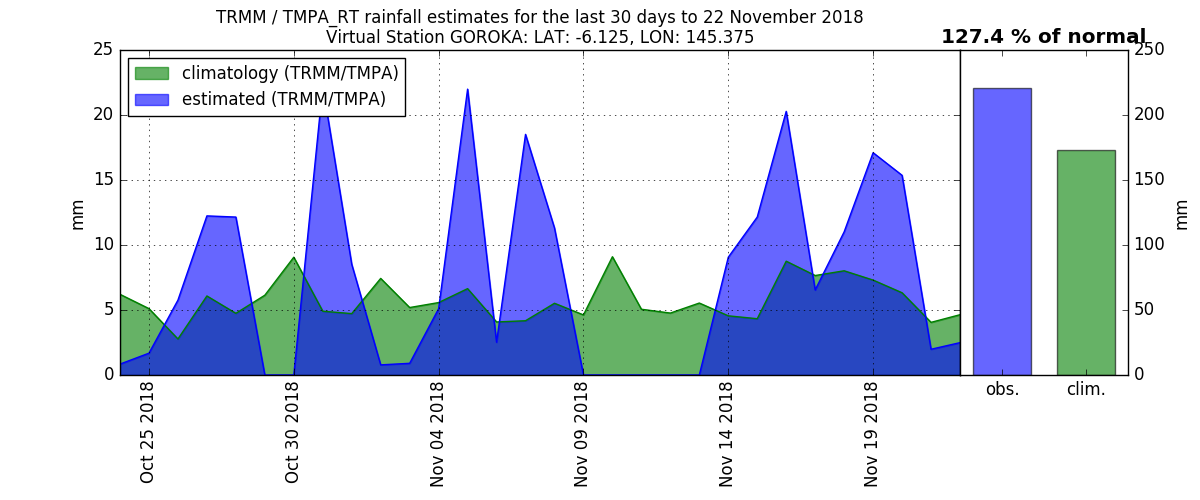 TRMM / TMPA_RT rainfall estimates for the last 30 days to 22 November 2018
Virtual Station GOROKA: LAT: -6.125, LON: 145.375
127.4 % of normal
climatology (TRMM/TMPA)
estimated (TRMM/TMPA)
25
20
15
10
5
0
mm
Oct 25 2018
Oct 30 2018
Nov 04 2018
Nov 09 2018
Nov 14 2018
Nov 19 2018
250
200
150
100
50
0
mm
obs.
clim.